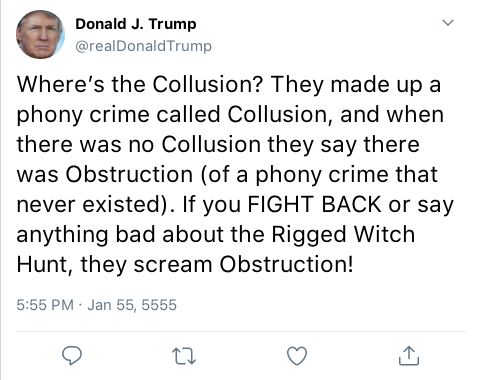 Donald J. Trump
@realDonaldTrump
Where’s the Collusion? They made up a
phony crime called Collusion, and when
there was no Collusion they say there
was Obstruction (of a phony crime that
never existed). If you FIGHT BACK or say
anything bad about the Rigged Witch
Hunt, they scream Obstruction!
5:55 PM · Jan 55, 5555